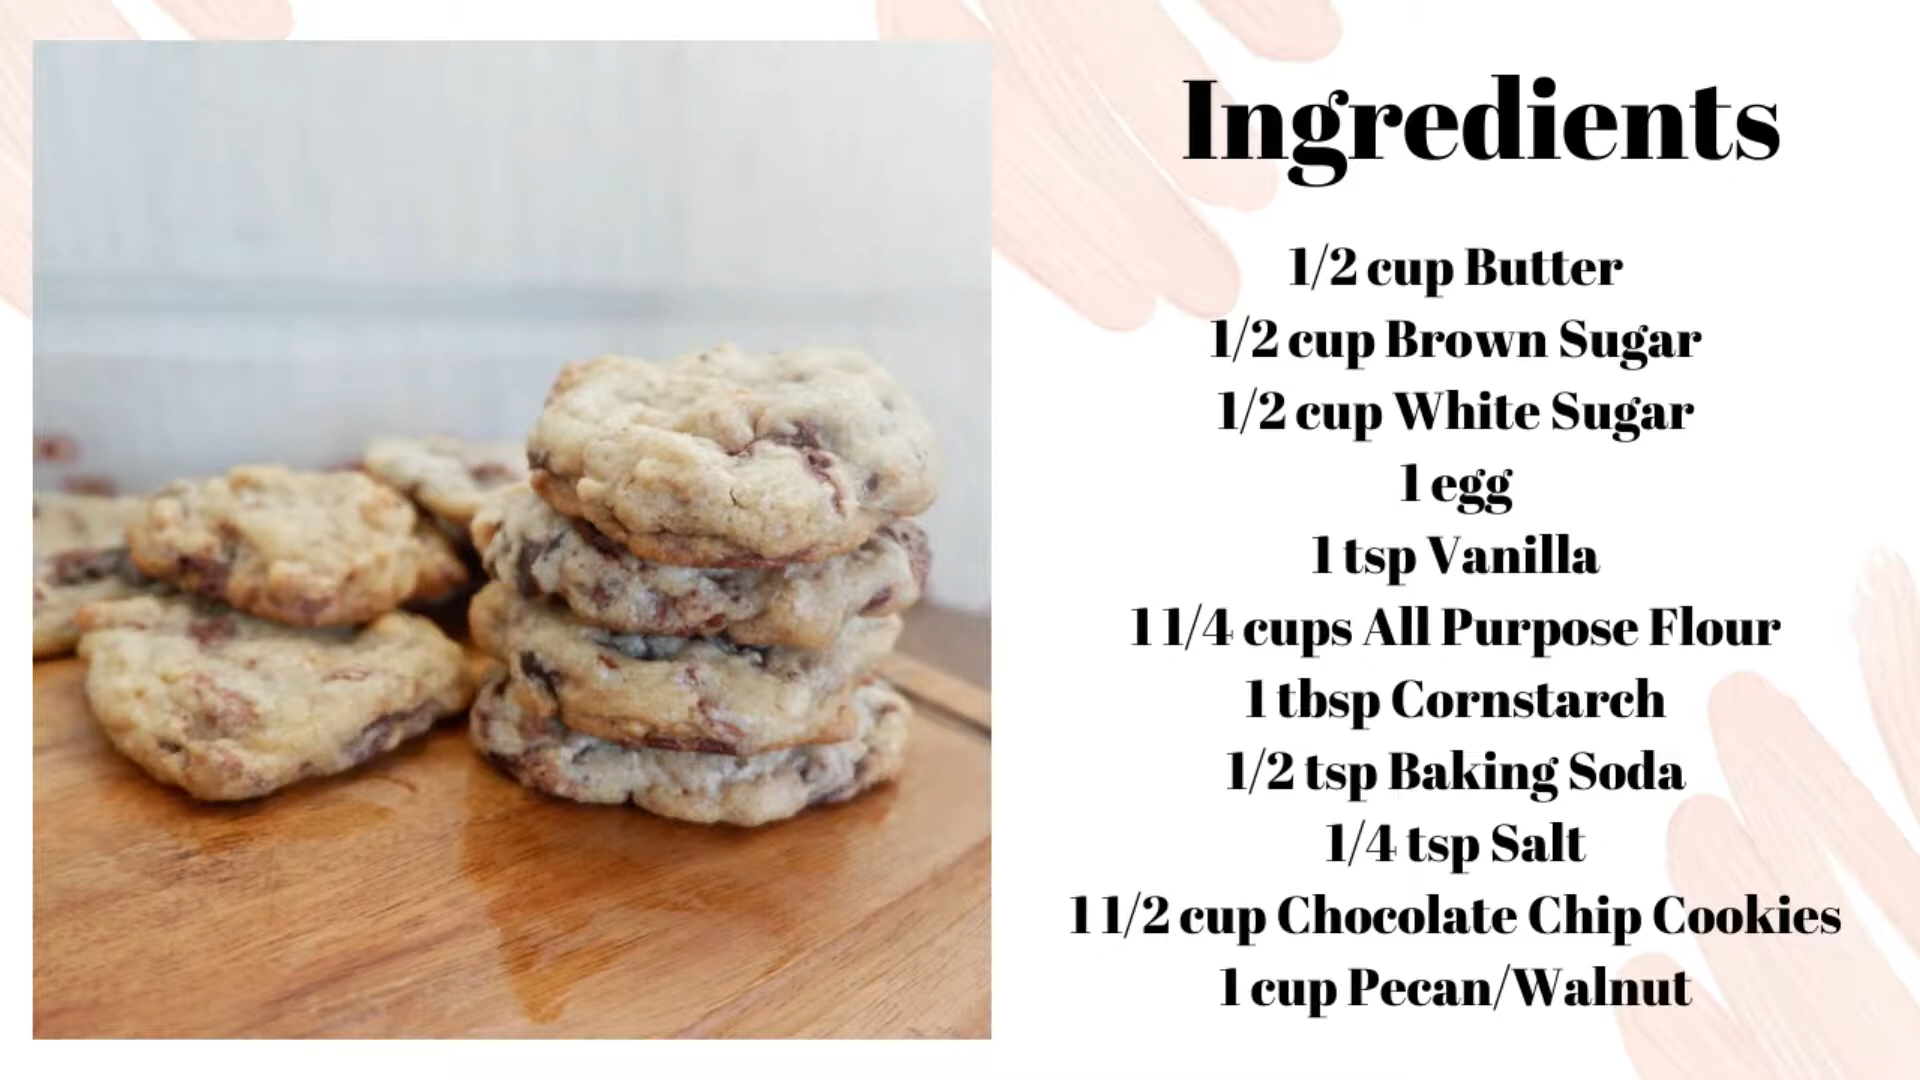 Ingredients
1/2 cup Butter
1/2 cup Brown Sugar
1/2 cup White Sugar
1 egg
1 tsp Vanilla
1 1/4 cups All Purpose Flour
1 tbsp Cornstarch
1/2 tsp Baking Soda
1/4 tsp Salt
1 1/2 cup Chocolate Chip Cookies
1 cup Pecan/Walnut